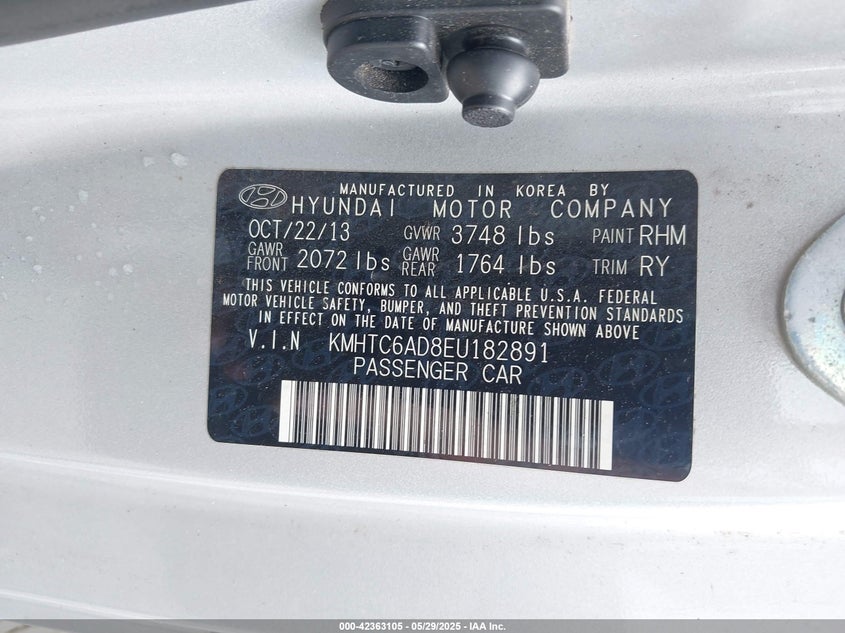 MANUFACTURED IN KOREA BY
HYUNDAI MOTOR COMPANY
OCT/22/13 GVWR 3748 lbs PAINT RHM
GAWR FRONT 2072 lbs GAWR REAR 1764 lbs TRIM RY
THIS VEHICLE CONFORMS TO ALL APPLICABLE U.S.A. FEDERAL
MOTOR VEHICLE SAFETY, BUMPER, AND THEFT PREVENTION STANDARDS
IN EFFECT ON THE DATE OF MANUFACTURE SHOWN ABOVE
V.I.N KMHTC6AD8EU182891
PASSENGER CAR
000-42363105 - 05/29/2025 - IAA Inc.